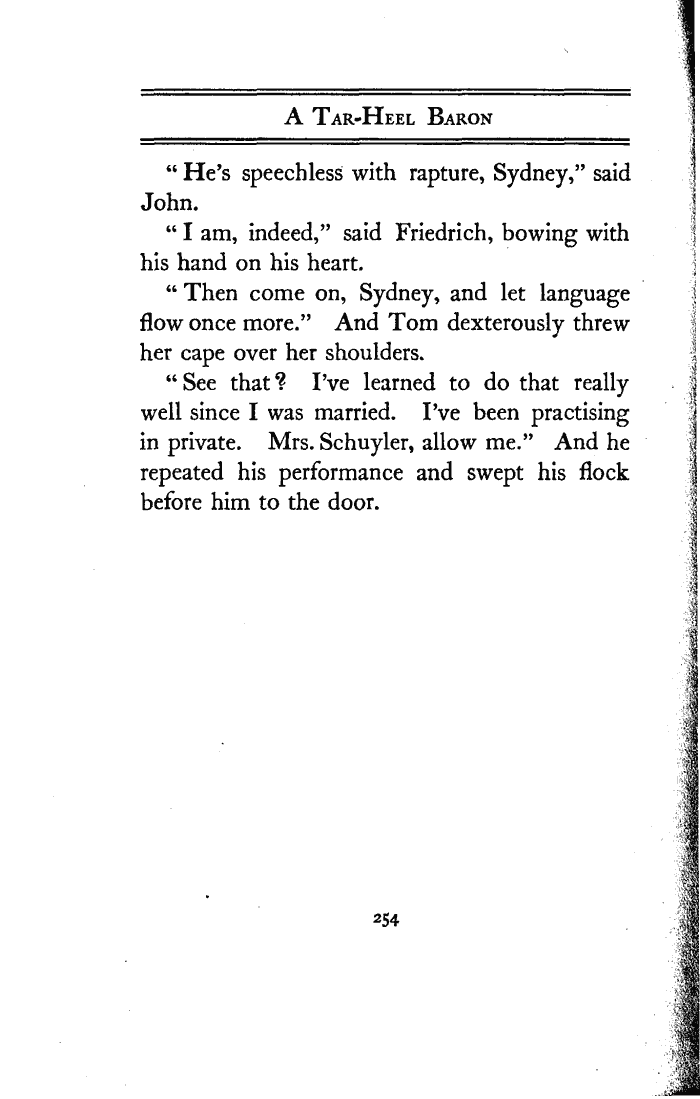 A Tar-Heel Baron
“ He’s speechless with rapture, Sydney,” said
John.
“ I am, indeed,” said Friedrich, bowing with
his hand on his heart.
“ Then come on, Sydney, and let language
flow once more.” And Tom dexterously threw
her cape over her shoulders.
“ See that? I’ve learned to do that really
well since I was married. I’ve been practising
in private. Mrs. Schuyler, allow me.” And he
repeated his performance and swept his flock
before him to the door.
254